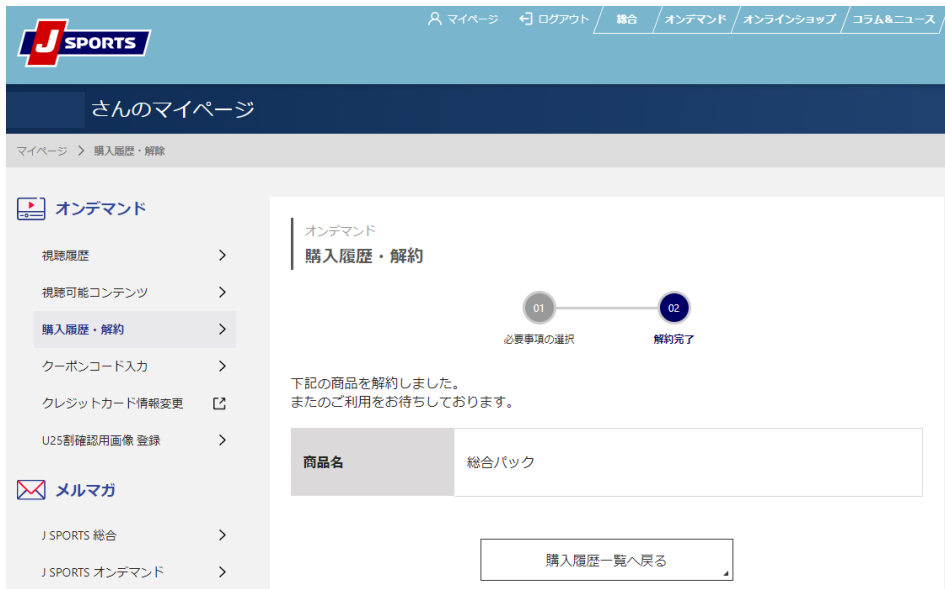 J SPORTS
マイページ ログアウト 総合 オンデマンド オンラインショップ コラム&ニュース
さんのマイページ
マイページ > 購入履歴・解除
オンデマンド
視聴履歴
視聴可能コンテンツ
購入履歴・解約
クーポンコード入力
クレジットカード情報変更
U25割確認用画像 登録
メルマガ
J SPORTS 総合
J SPORTS オンデマンド
オンデマンド
購入履歴・解約
01 02
必要事項の選択 解約完了
下記の商品を解約しました。
またのご利用をお待ちしております。
商品名 総合パック
購入履歴一覧へ戻る